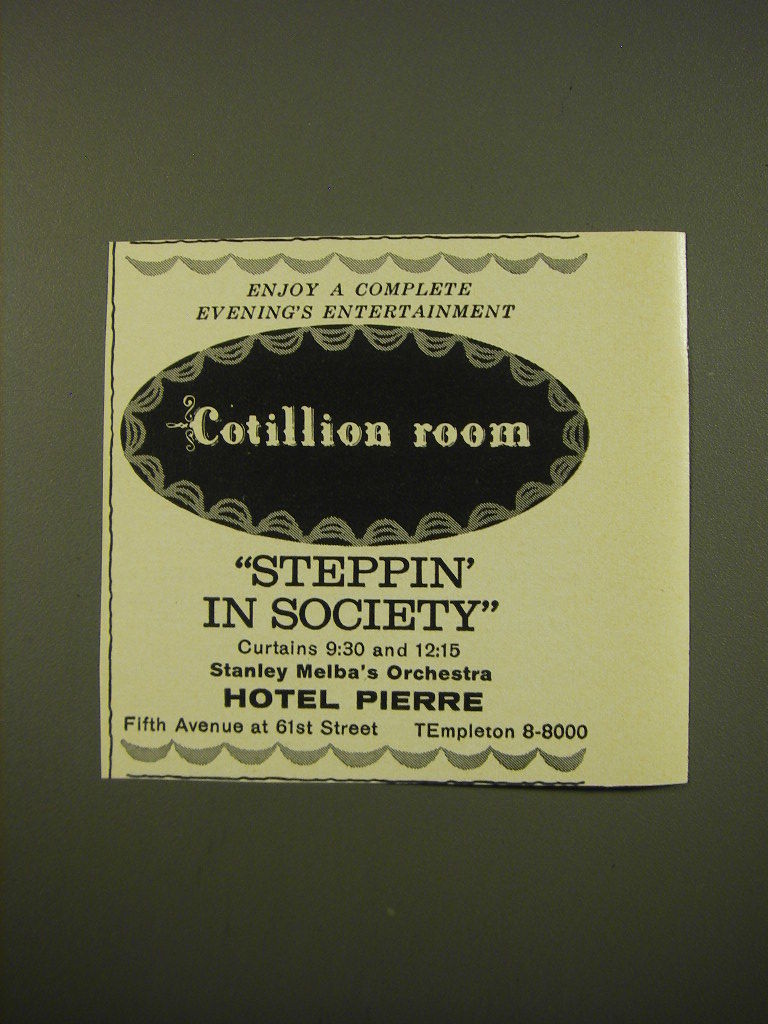 ENJOY A COMPLETE
EVENING'S ENTERTAINMENT
Cotillion room
“STEPPIN’
IN SOCIETY”
Curtains 9:30 and 12:15
Stanley Melba's Orchestra
HOTEL PIERRE
Fifth Avenue at 61st Street TEmpleton 8-8000